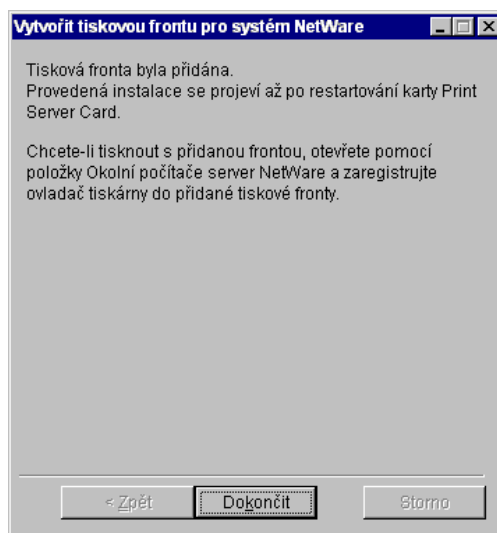 Vytvořit tiskovou frontu pro systém NetWare
Tisková fronta byla přidána.
Provedená instalace se projeví až po restartování karty Print
Server Card.
Chcete-li tisknout s přidanou frontou, otevřete pomocí
položky Okolní počítače server NetWare a zaregistrujte
ovladač tiskárny do přidané tiskové fronty.
< Zpět Dokončit Storno